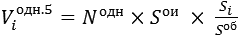 V_i^{одн.5} = N^{одн} × S^{ои} × \frac{S_i}{S^{об}}